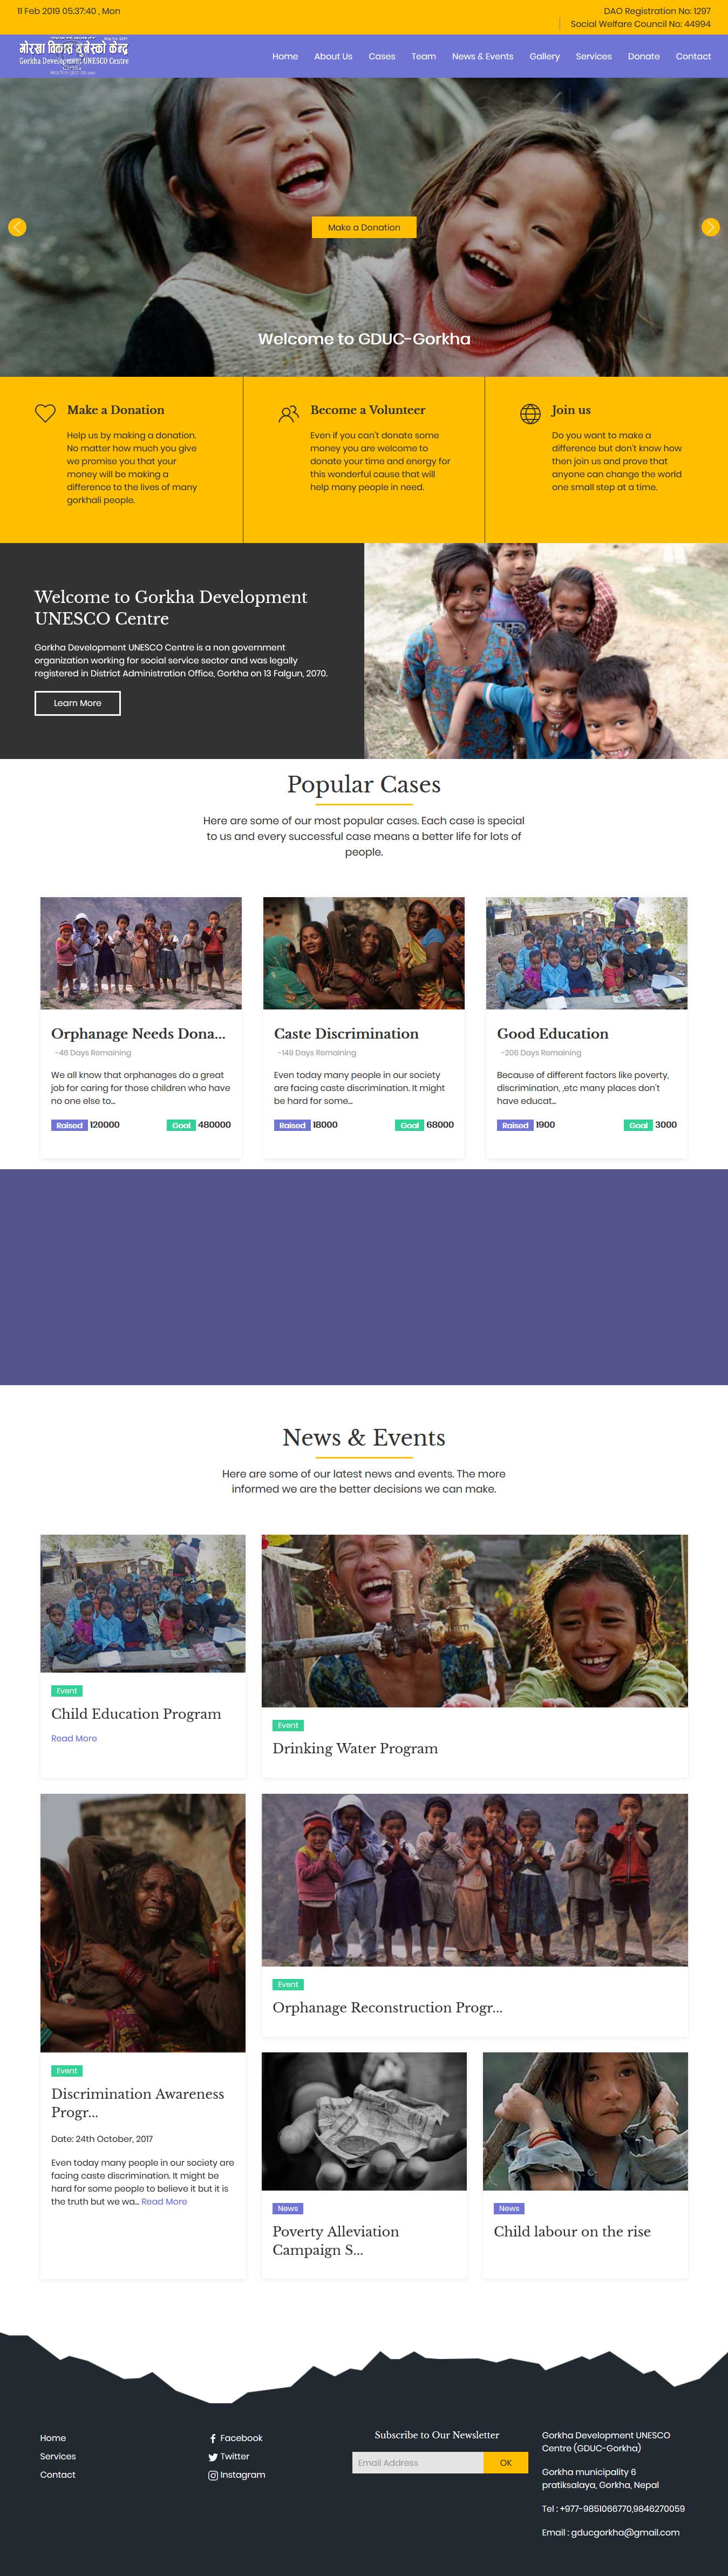 11 Feb 2019 05:37:40 , Mon
DAO Registration No: 1297
Social Welfare Council No: 44994
गोरखा विकास युनेस्को केन्द्र
Gorkha Development UNESCO Centre
Home About Us Cases Team News & Events Gallery Services Donate Contact
Make a Donation
Welcome to GDUC-Gorkha
Make a Donation
Help us by making a donation.
No matter how much you give
we promise you that your
money will be making a
difference to the lives of many
gorkhali people.
Become a Volunteer
Even if you can't donate some
money you are welcome to
donate your time and energy for
this wonderful cause that will
help many people in need.
Join us
Do you want to make a
difference but don't know how
then join us and prove that
anyone can change the world
one small step at a time.
Welcome to Gorkha Development
UNESCO Centre
Gorkha Development UNESCO Centre is a non government
organization working for social service sector and was legally
registered in District Administration Office, Gorkha on 13 Falgun, 2070.
Learn More
Popular Cases
Here are some of our most popular cases. Each case is special
to us and every successful case means a better life for lots of
people.
Orphanage Needs Dona...
-46 Days Remaining
We all know that orphanages do a great
job for caring for those children who have
no one else to...
Raised 120000 Goal 480000
Caste Discrimination
-149 Days Remaining
Even today many people in our society
are facing caste discrimination. It might
be hard for some...
Raised 18000 Goal 68000
Good Education
-206 Days Remaining
Because of different factors like poverty,
discrimination, ,etc many places don't
have educat...
Raised 1900 Goal 3000
News & Events
Here are some of our latest news and events. The more
informed we are the better decisions we can make.
Event
Child Education Program
Read More
Event
Drinking Water Program
Event
Discrimination Awareness
Progr...
Date: 24th October, 2017
Even today many people in our society are
facing caste discrimination. It might be
hard for some people to believe it but it is
the truth but we wa... Read More
Event
Orphanage Reconstruction Progr...
News
Poverty Alleviation
Campaign S...
News
Child labour on the rise
Home
Services
Contact
Facebook
Twitter
Instagram
Subscribe to Our Newsletter
Email Address OK
Gorkha Development UNESCO
Centre (GDUC-Gorkha)
Gorkha municipality 6
pratiksalaya, Gorkha, Nepal
Tel : +977-9851066770,9846270059
Email : gducgorkha@gmail.com